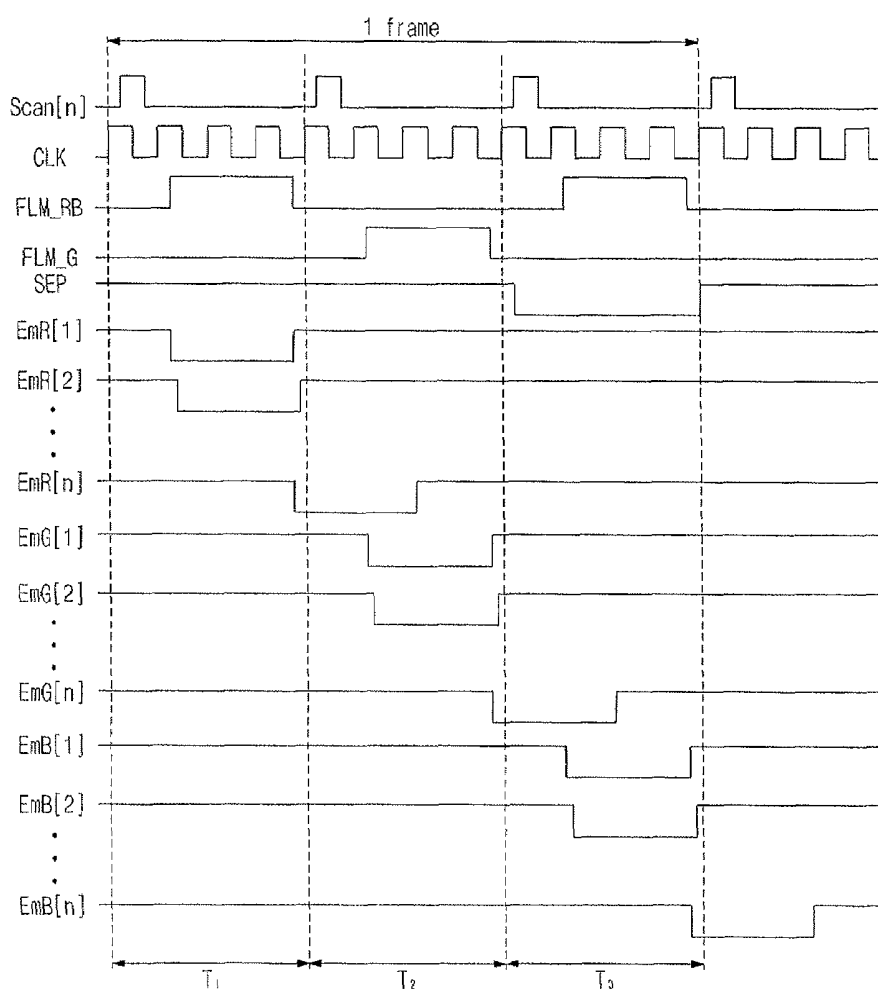 1 frame
Scan[n]
CLK
FLM_RB
FLM_G
SEP
EmR[1]
EmR[2]
EmR[n]
EmG[1]
EmG[2]
EmG[n]
EmB[1]
EmB[2]
EmB[n]
T₁ T₂ T₃